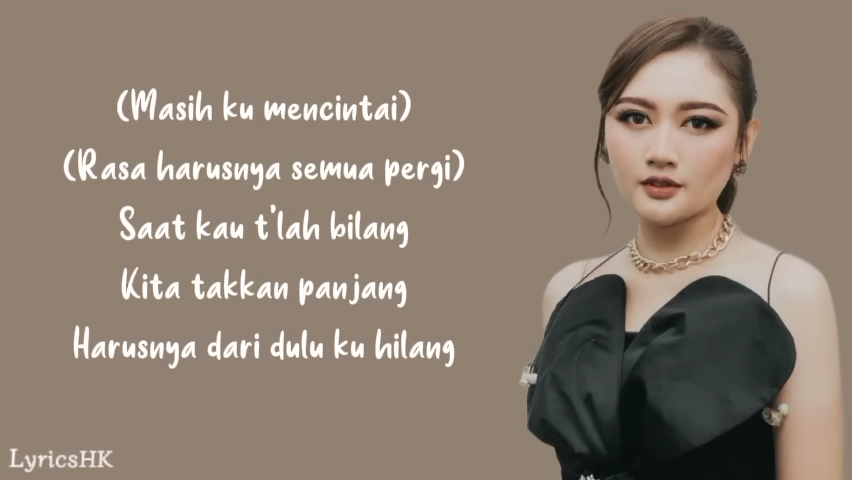 (Masih ku mencintai)
(Rasa harusnya semua pergi)
Saat kau t'lah bilang
Kita takkan panjang
Harusnya dari dulu ku hilang
LyricsHK